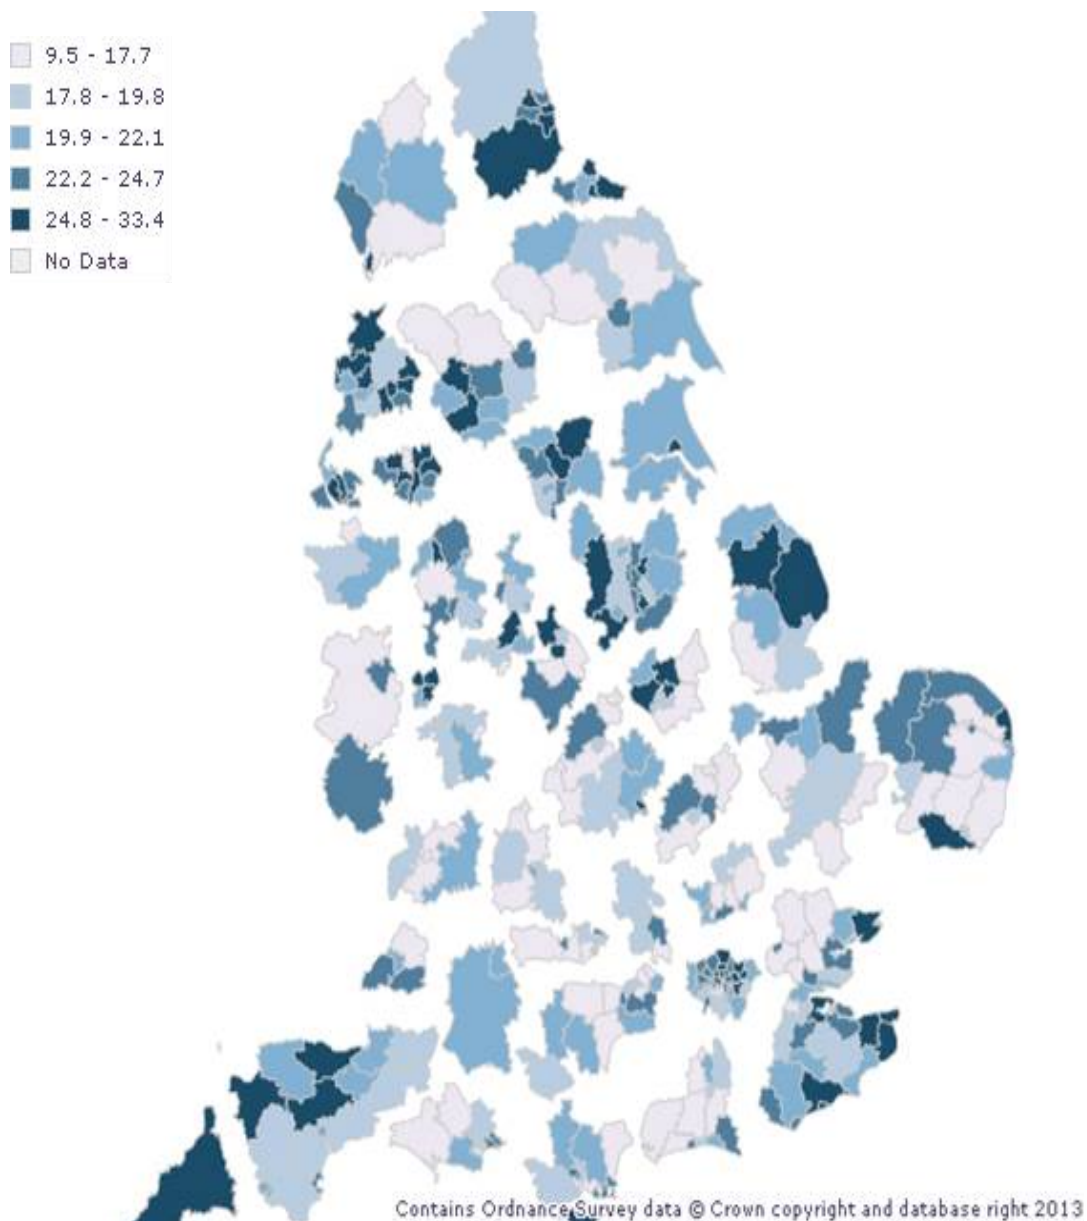 9.5 - 17.7
17.8 - 19.8
19.9 - 22.1
22.2 - 24.7
24.8 - 33.4
No Data
Contains Ordnance Survey data © Crown copyright and database right 2013